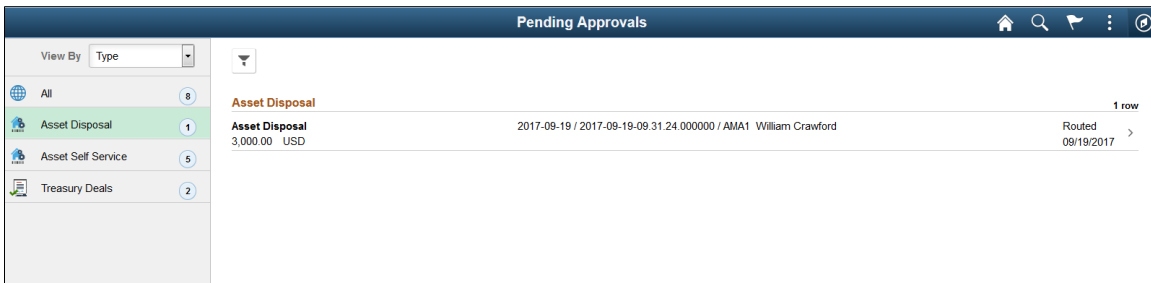 Pending Approvals
View By Type
All 8
Asset Disposal 1
Asset Self Service 5
Treasury Deals 2
Asset Disposal 1 row
Asset Disposal 2017-09-19 / 2017-09-19-09.31.24.000000 / AMA1 William Crawford Routed
3,000.00 USD 09/19/2017